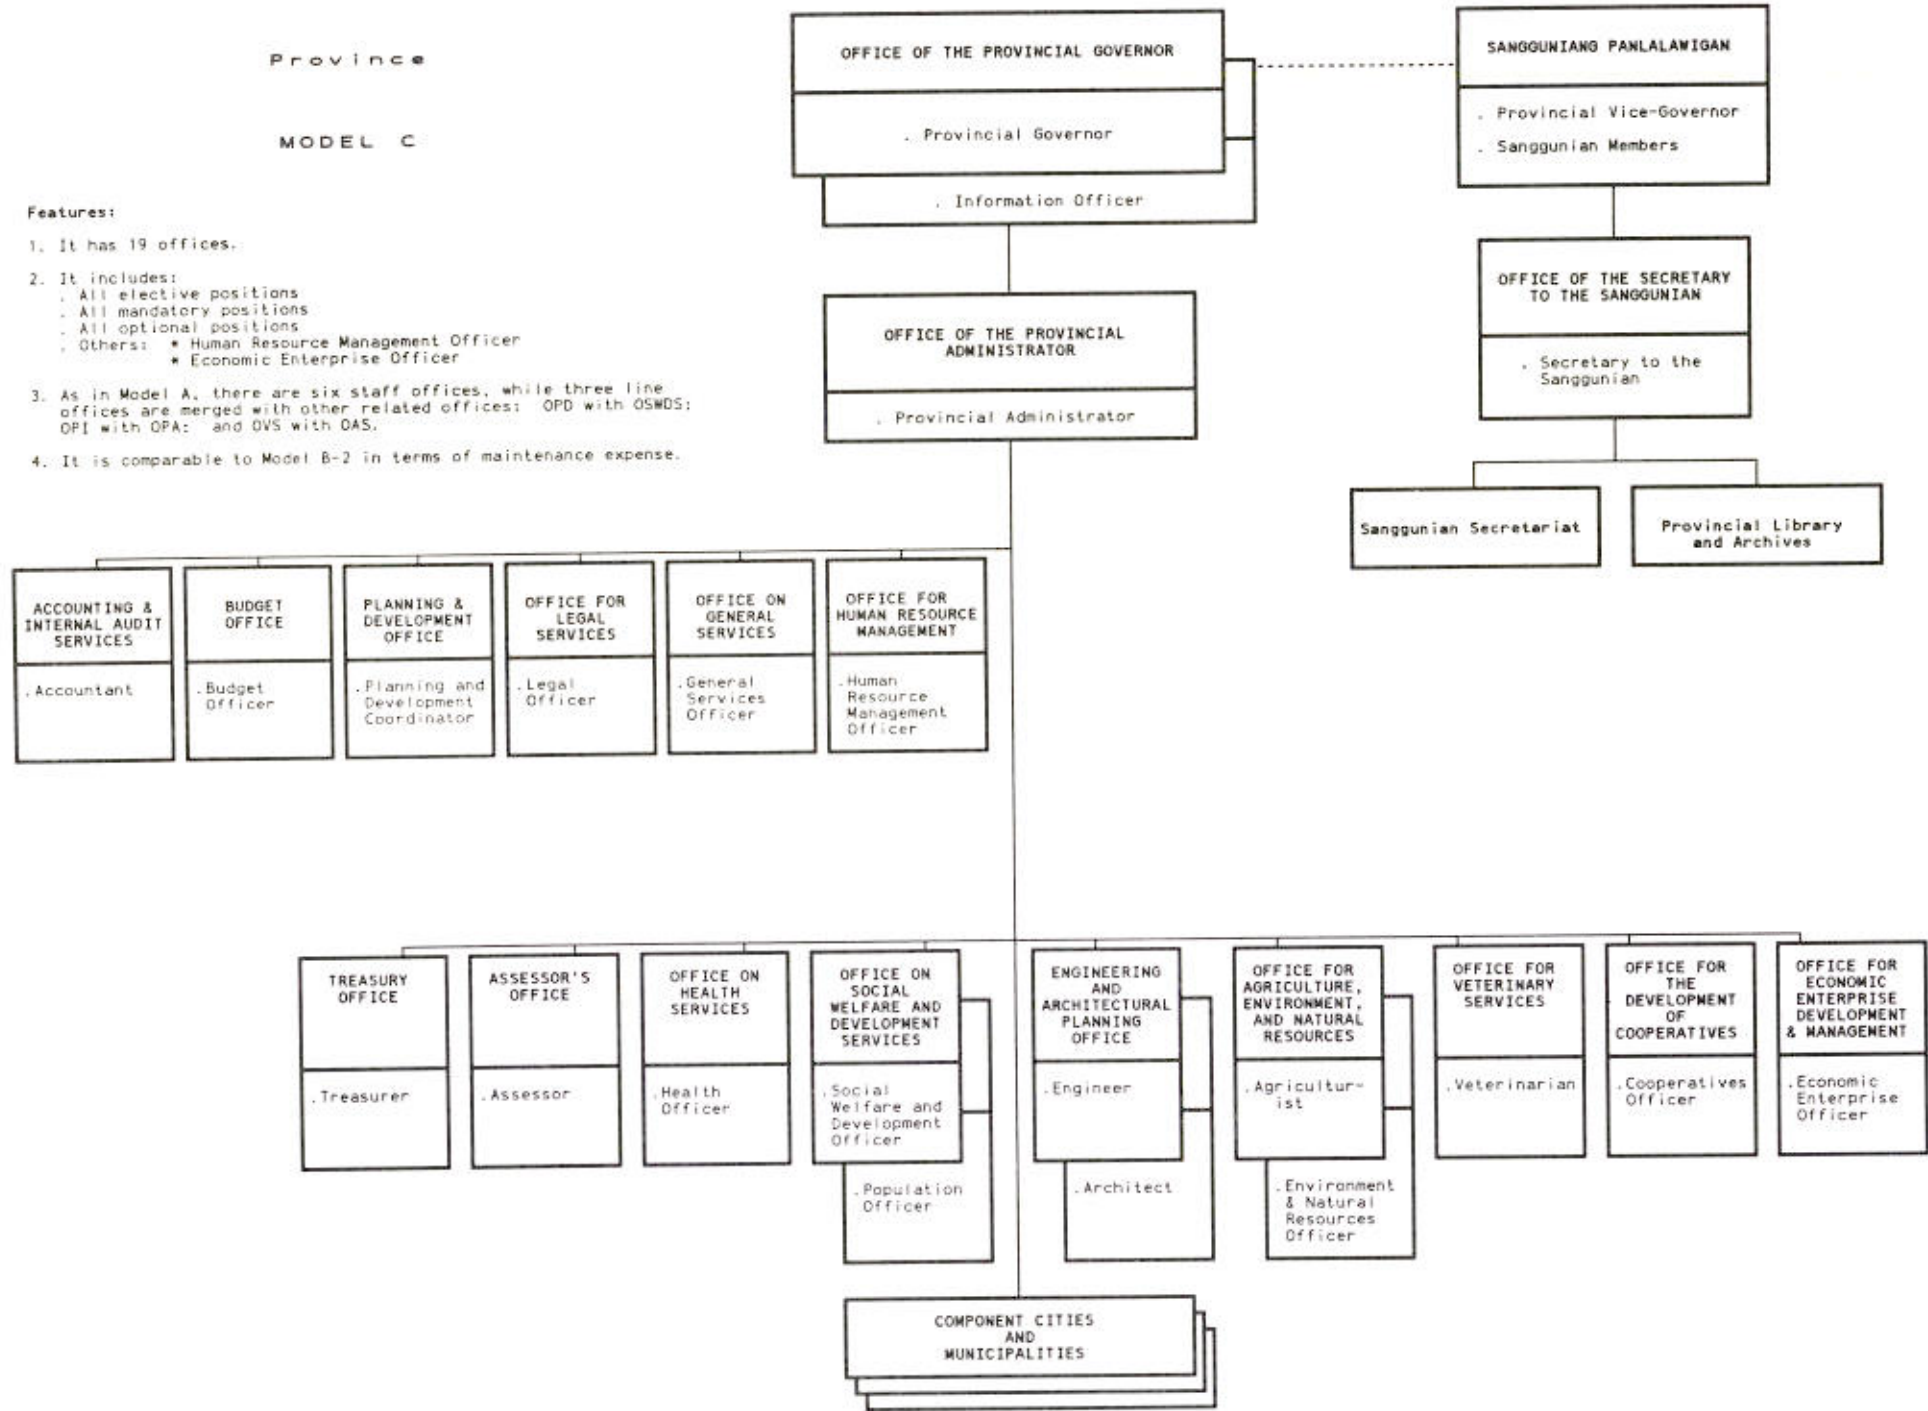 Province
MODEL C
Features:
1. It has 19 offices.
2. It includes:
. All elective positions
. All mandatory positions
. All optional positions
. Others: * Human Resource Management Officer
* Economic Enterprise Officer
3. As in Model A, there are six staff offices, while three line
offices are merged with other related offices: OPD with OSWDS;
OPI with OPA; and OVS with OAS.
4. It is comparable to Model B-2 in terms of maintenance expense.
OFFICE OF THE PROVINCIAL GOVERNOR
. Provincial Governor
. Information Officer
SANGGUNIANG PANLALAWIGAN
. Provincial Vice-Governor
. Sanggunian Members
OFFICE OF THE SECRETARY
TO THE SANGGUNIAN
. Secretary to the
Sanggunian
Sanggunian Secretariat
Provincial Library
and Archives
OFFICE OF THE PROVINCIAL
ADMINISTRATOR
. Provincial Administrator
ACCOUNTING &
INTERNAL AUDIT
SERVICES
. Accountant
BUDGET
OFFICE
. Budget
Officer
PLANNING &
DEVELOPMENT
OFFICE
. Planning and
Development
Coordinator
OFFICE FOR
LEGAL
SERVICES
. Legal
Officer
OFFICE ON
GENERAL
SERVICES
. General
Services
Officer
OFFICE FOR
HUMAN RESOURCE
MANAGEMENT
. Human
Resource
Management
Officer
TREASURY
OFFICE
. Treasurer
ASSESSOR'S
OFFICE
. Assessor
OFFICE ON
HEALTH
SERVICES
. Health
Officer
OFFICE ON
SOCIAL
WELFARE AND
DEVELOPMENT
SERVICES
. Social
Welfare and
Development
Officer
. Population
Officer
ENGINEERING
AND
ARCHITECTURAL
PLANNING
OFFICE
. Engineer
. Architect
OFFICE FOR
AGRICULTURE,
ENVIRONMENT,
AND NATURAL
RESOURCES
. Agricultur-
ist
. Environment
& Natural
Resources
Officer
OFFICE FOR
VETERINARY
SERVICES
. Veterinarian
OFFICE FOR
THE
DEVELOPMENT
OF
COOPERATIVES
. Cooperatives
Officer
OFFICE FOR
ECONOMIC
ENTERPRISE
DEVELOPMENT
& MANAGEMENT
. Economic
Enterprise
Officer
COMPONENT CITIES
AND
MUNICIPALITIES